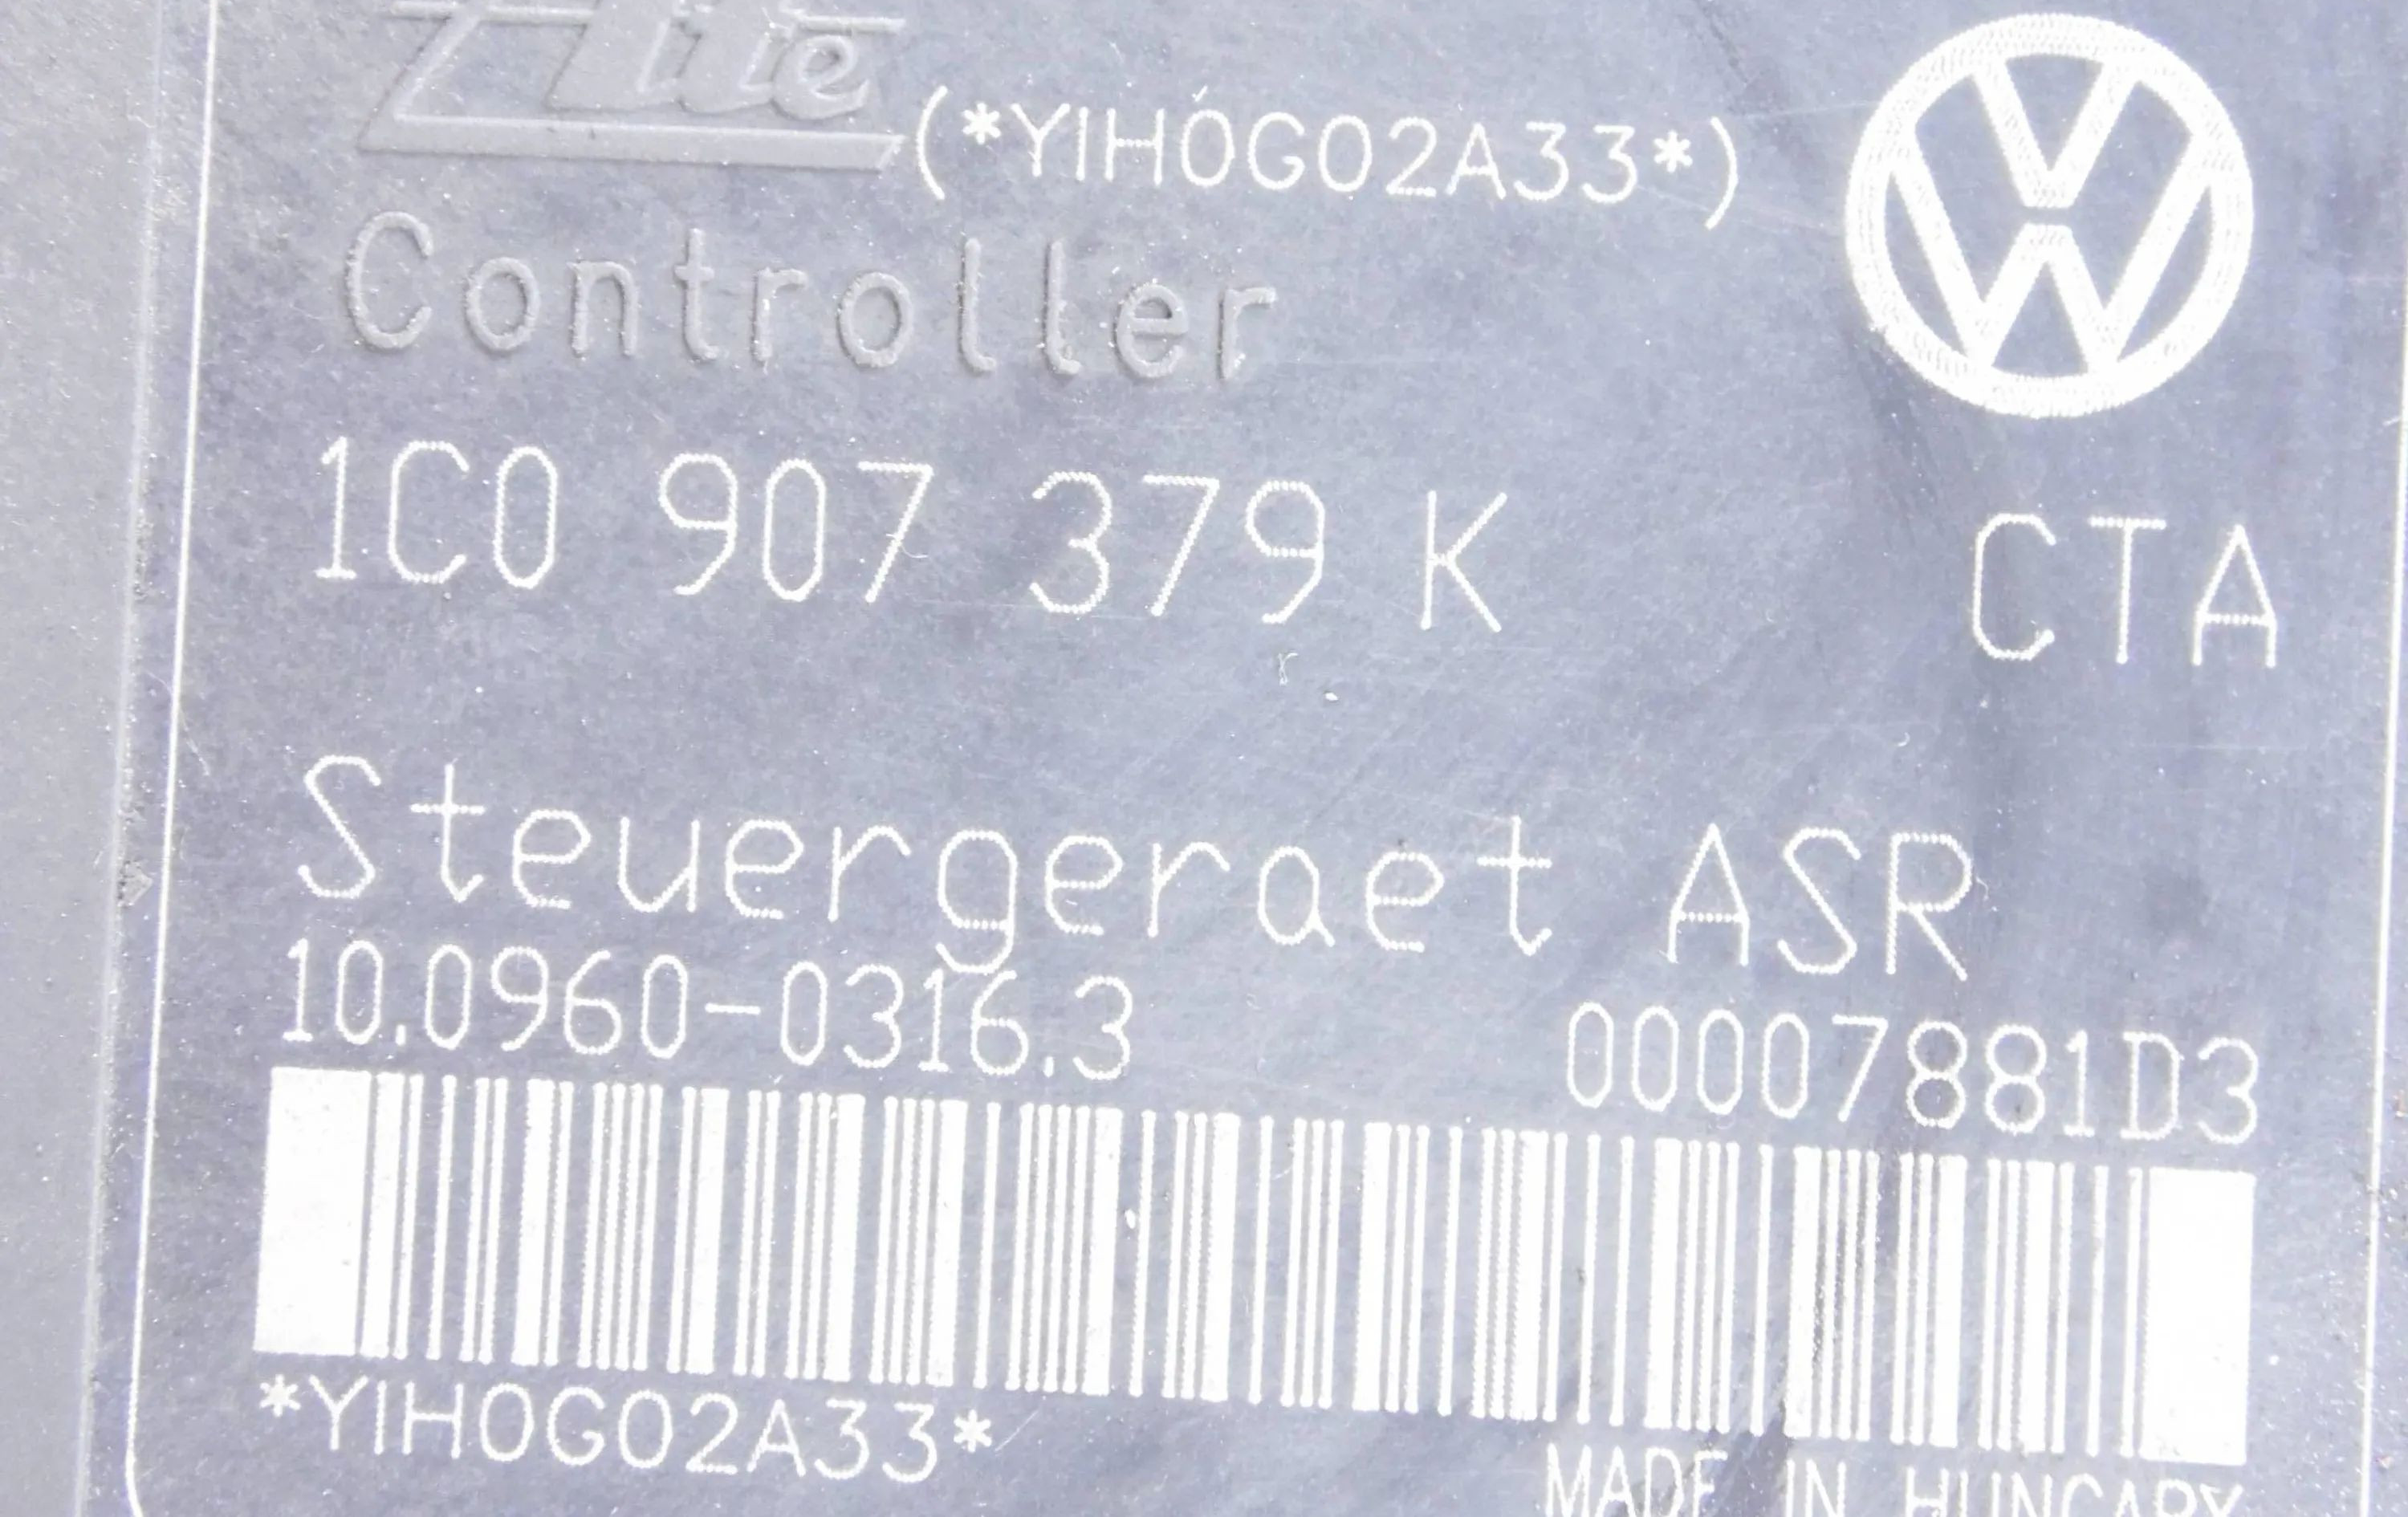 Ate
(*YIH0G02A33*)
Controller
1C0 907 379 K
CTA
Steuergeraet ASR
10.0960-0316.3
00007881D3
*YIH0G02A33*
MADE IN HUNGARY